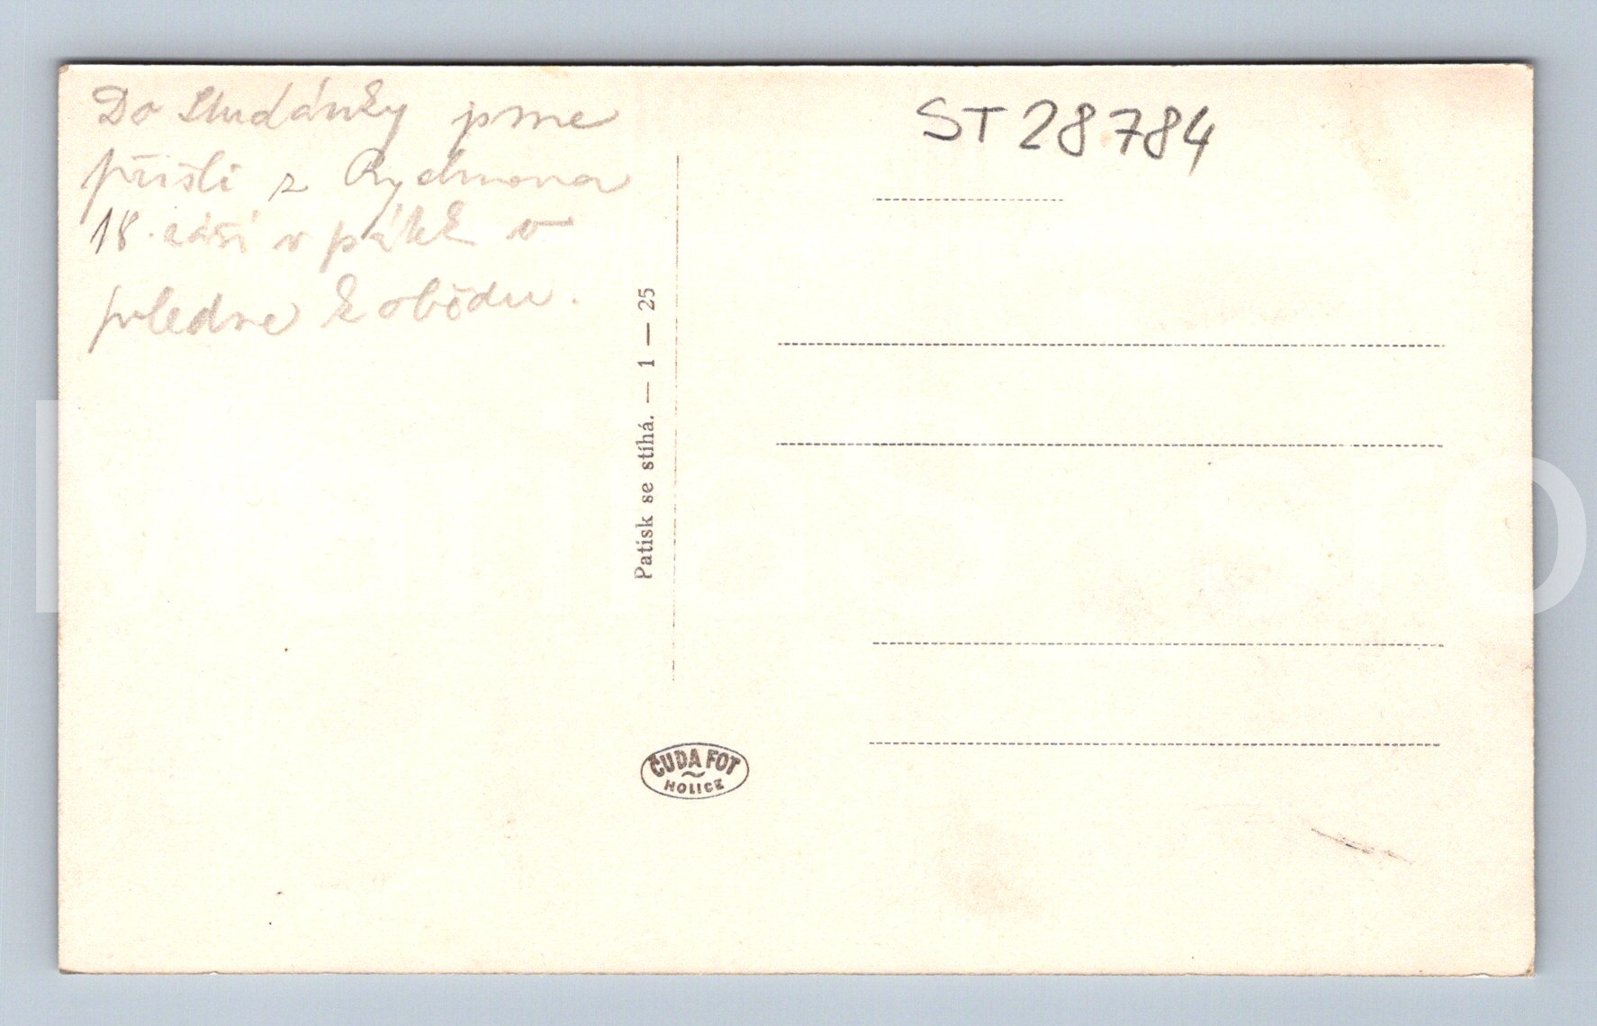 Do Studánky jsme
přišli z Rychnova
18. září v pátek v
poledne k obědu.
ST 28784
Patisk se stíhá. — 1 — 25
ČUDA FOT
HOLICE